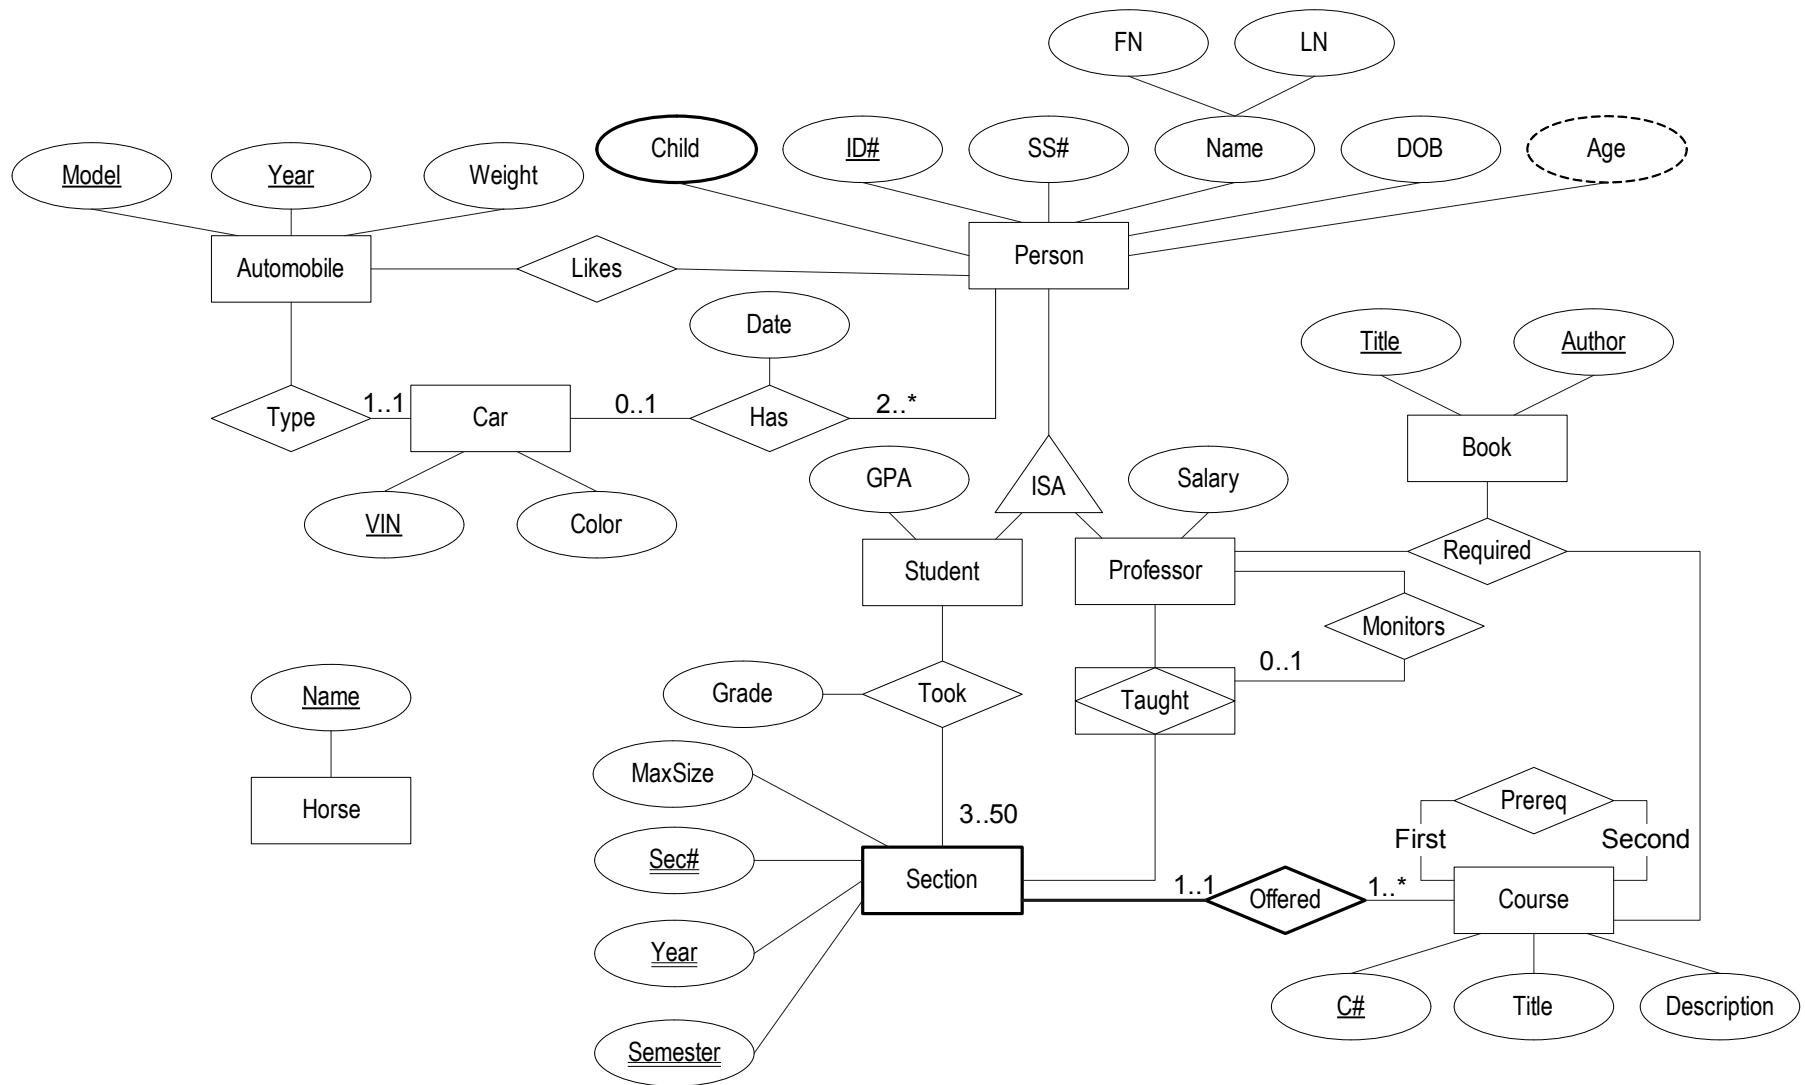 FN
LN
Child
ID#
SS#
Name
DOB
Age
Model
Year
Weight
Automobile
Likes
Person
Date
Title
Author
Type
1..1
Car
0..1
Has
2..*
Book
GPA
ISA
Salary
VIN
Color
Student
Professor
Required
Monitors
0..1
Name
Grade
Took
Taught
MaxSize
Horse
3..50
Prereq
First
Second
Sec#
Section
1..1
Offered
1..*
Course
Year
C#
Title
Description
Semester